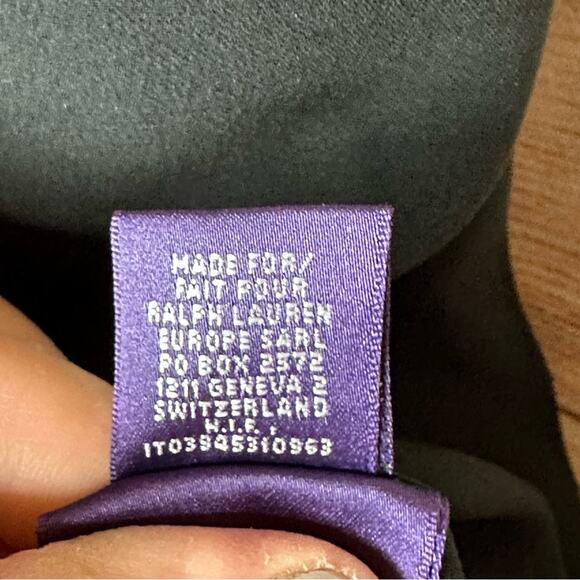 MADE FOR/
FAIT POUR
RALPH LAUREN
EUROPE SARL
PO BOX 2572
1211 GENEVA 2
SWITZERLAND
N.I.F.:
IT03945310963